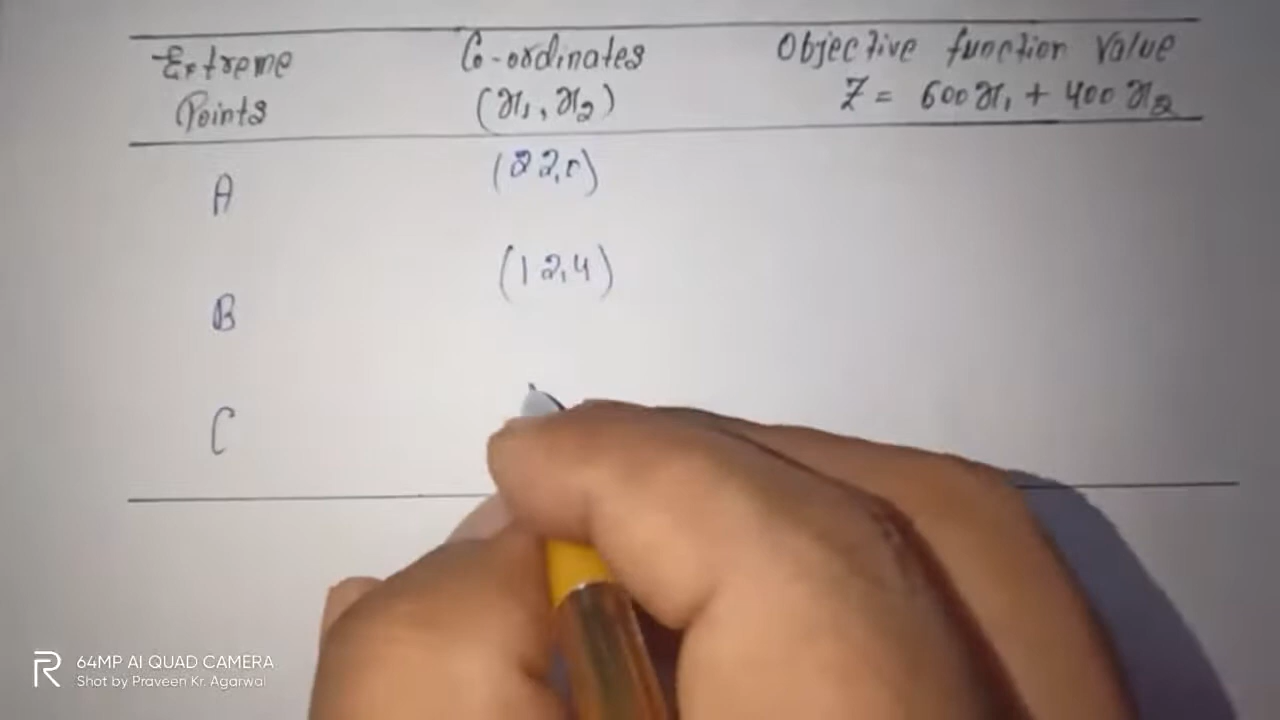 Extreme Points
Co-ordinates (x₁, x₂)
Objective function Value
Z = 600x₁ + 400x₂
A
(22,0)
B
(12,4)
C
64MP AI QUAD CAMERA
Shot by Praveen Kr. Agarwal